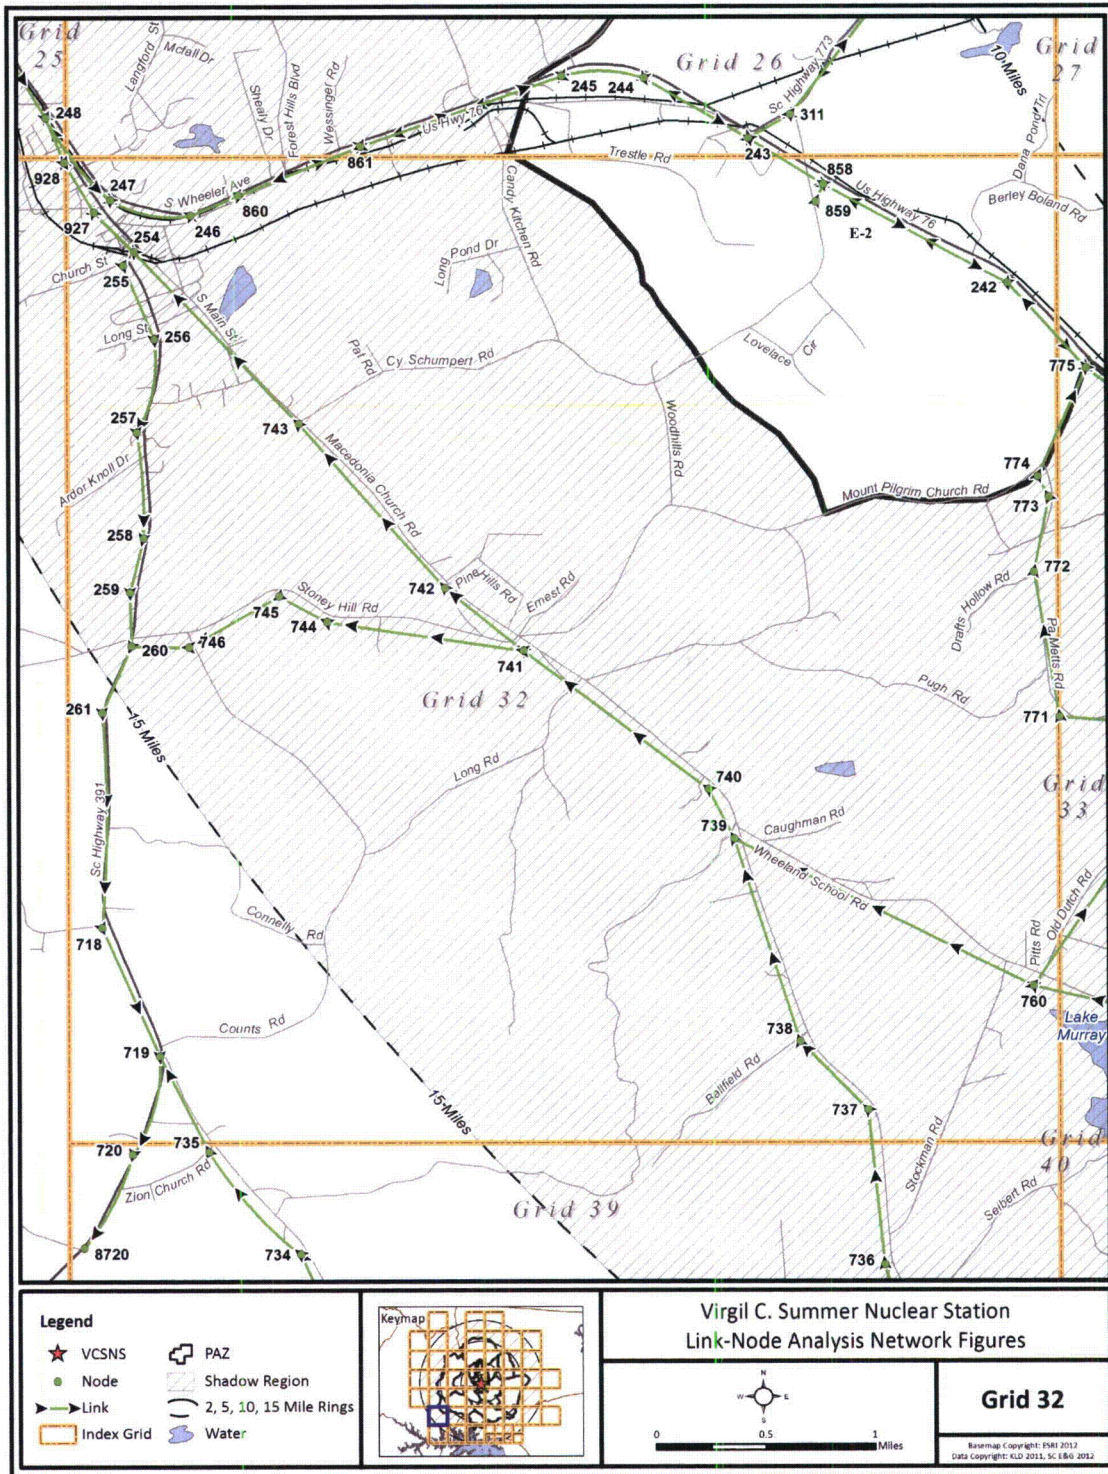 Grid
25
Langford St
Mcfall Dr
Shealy Dr
Forest Hills Blvd
Wessinger Rd
Us Hwy 76
245
244
Grid 26
Sc Highway 773
10-Miles
Grid
27
Dana Pond Trl
248
928
247
927
S Wheeler Ave
861
860
246
254
255
Church St
311
243
Trestle Rd
858
859
Us Highway 76
E-2
Berley Boland Rd
242
775
Candy Kitchen Rd
Long Pond Dr
S Main St
Long St
256
Pat Rd
Cy Schumpert Rd
Lovelace Cir
Woodhills Rd
257
743
Ardor Knoll Dr
Macedonia Church Rd
774
Mount Pilgrim Church Rd
773
258
259
772
742
Pine Hills Rd
Ernest Rd
Stoney Hill Rd
745
744
Drafts Hollow Rd
Pa Metts Rd
260
746
741
Grid 32
Pugh Rd
771
261
15-Miles
Long Rd
740
Grid
33
739
Caughman Rd
Sc Highway 391
Wheeland School Rd
Old Dutch Rd
Pitts Rd
Connelly Rd
718
760
Lake
Murray
Counts Rd
719
738
Ballfield Rd
15-Miles
737
Stockman Rd
Grid
40
720
735
Zion Church Rd
Seibert Rd
Grid 39
8720
734
736
Legend
VCSNS
PAZ
Node
Shadow Region
Link
2, 5, 10, 15 Mile Rings
Index Grid
Water
Keymap
Virgil C. Summer Nuclear Station
Link-Node Analysis Network Figures
N
W
E
S
0
0.5
1
Miles
Grid 32
Basemap Copyright: ESRI 2012
Data Copyright: KLD 2011, SC E&G 2012